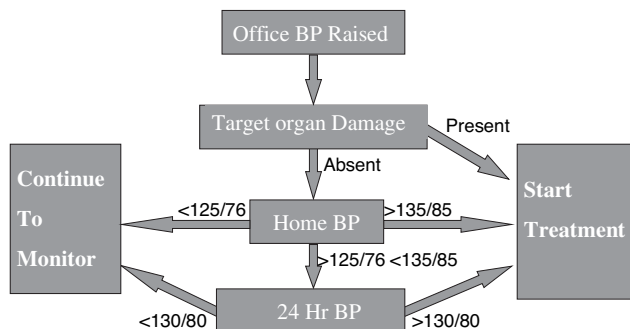 Office BP Raised
Target organ Damage
Present
Absent
Continue
To
Monitor
<125/76
Home BP
>135/85
Start
Treatment
>125/76 <135/85
<130/80
24 Hr BP
>130/80